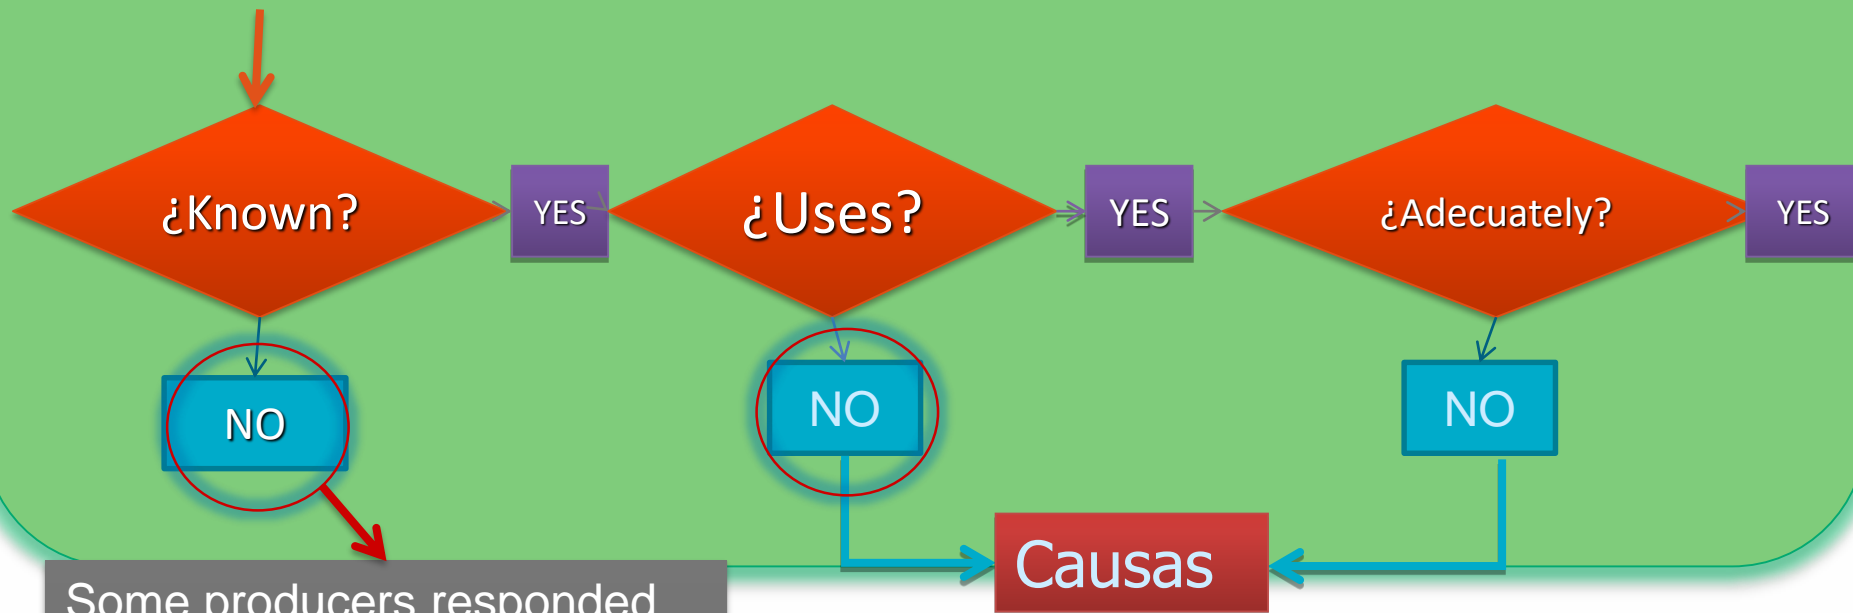 ¿Known?
YES
¿Uses?
YES
¿Adecuately?
YES
NO
NO
NO
Causas
Some producers responded